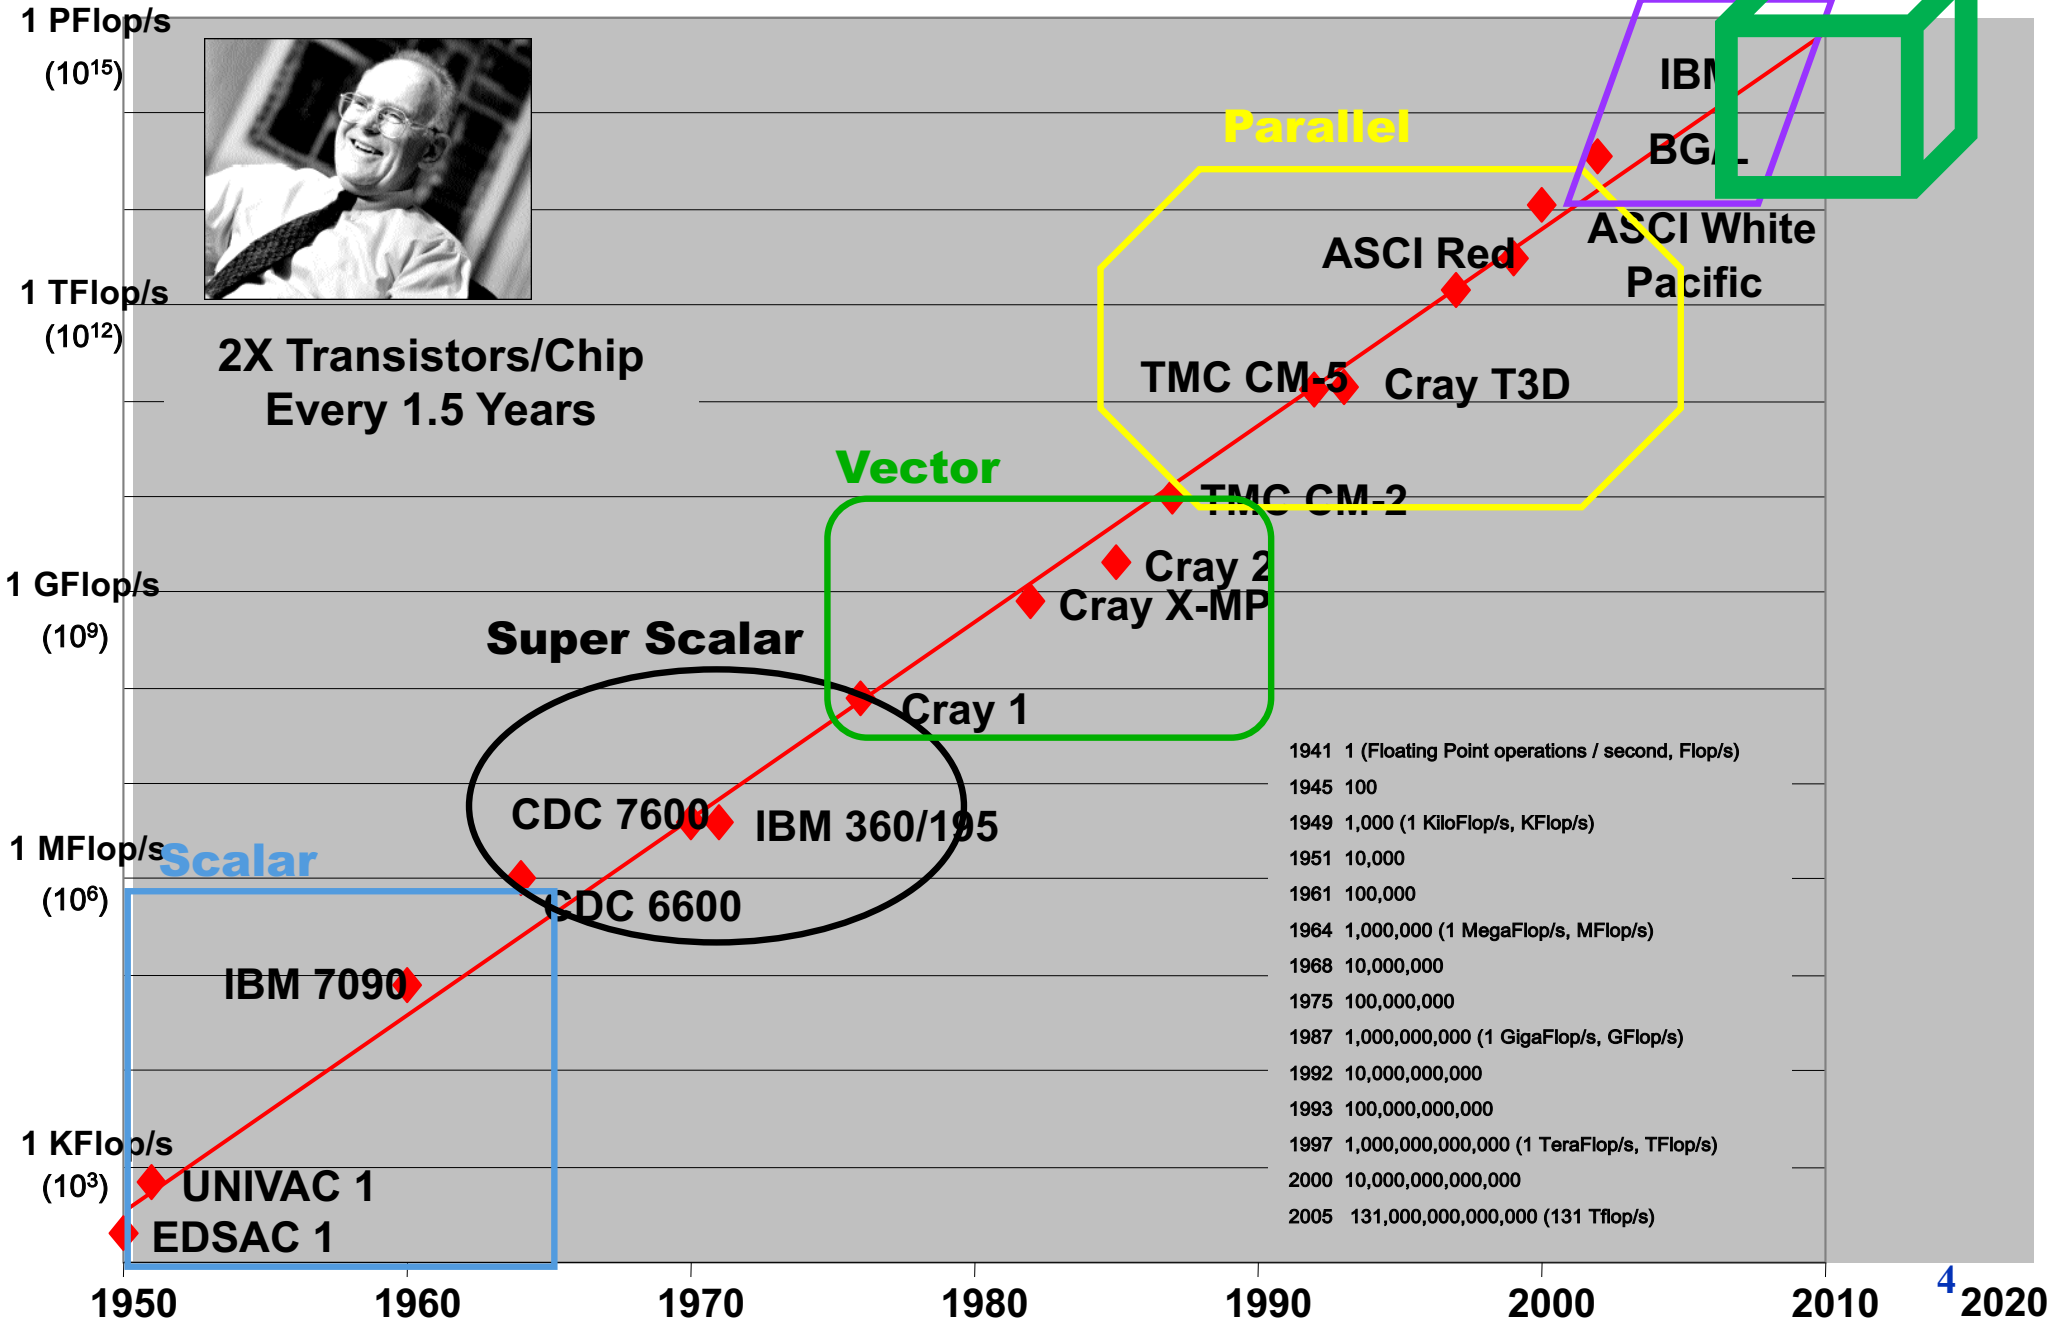 1 PFlop/s
(10¹⁵)
IBM
Parallel
BG/L
ASCI White
ASCI Red
Pacific
1 TFlop/s
(10¹²)
2X Transistors/Chip
Every 1.5 Years
TMC CM-5
Cray T3D
Vector
TMC CM-2
Cray 2
1 GFlop/s
Cray X-MP
(10⁹)
Super Scalar
Cray 1
CDC 7600
IBM 360/195
1 MFlop/s
Scalar
(10⁶)
CDC 6600
IBM 7090
1 KFlop/s
(10³)
UNIVAC 1
EDSAC 1
1941 1 (Floating Point operations / second, Flop/s)
1945 100
1949 1,000 (1 KiloFlop/s, KFlop/s)
1951 10,000
1961 100,000
1964 1,000,000 (1 MegaFlop/s, MFlop/s)
1968 10,000,000
1975 100,000,000
1987 1,000,000,000 (1 GigaFlop/s, GFlop/s)
1992 10,000,000,000
1993 100,000,000,000
1997 1,000,000,000,000 (1 TeraFlop/s, TFlop/s)
2000 10,000,000,000,000
2005 131,000,000,000,000 (131 Tflop/s)
4
1950 1960 1970 1980 1990 2000 2010 2020